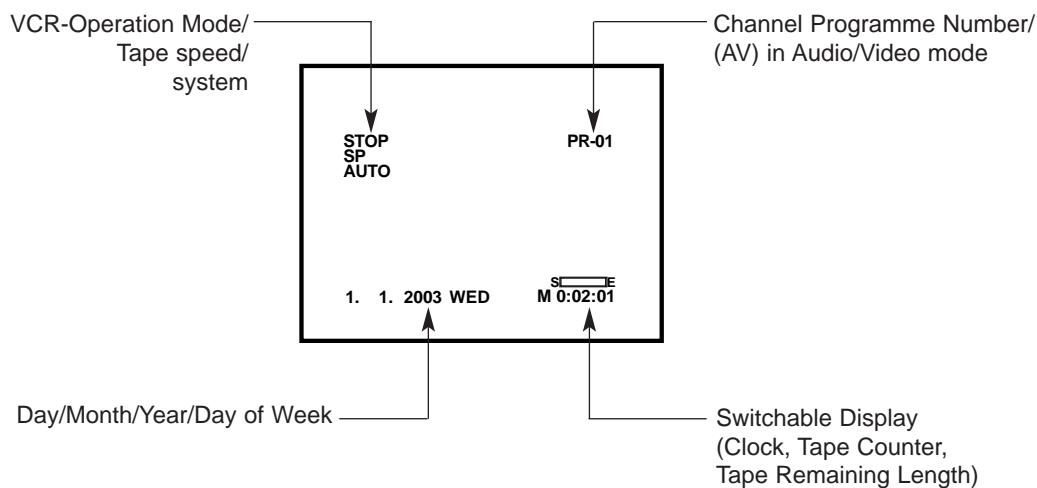 VCR-Operation Mode/
Tape speed/
system
Channel Programme Number/
(AV) in Audio/Video mode
STOP
SP
AUTO
PR-01
S E
1. 1. 2003 WED
M 0:02:01
Day/Month/Year/Day of Week
Switchable Display
(Clock, Tape Counter,
Tape Remaining Length)